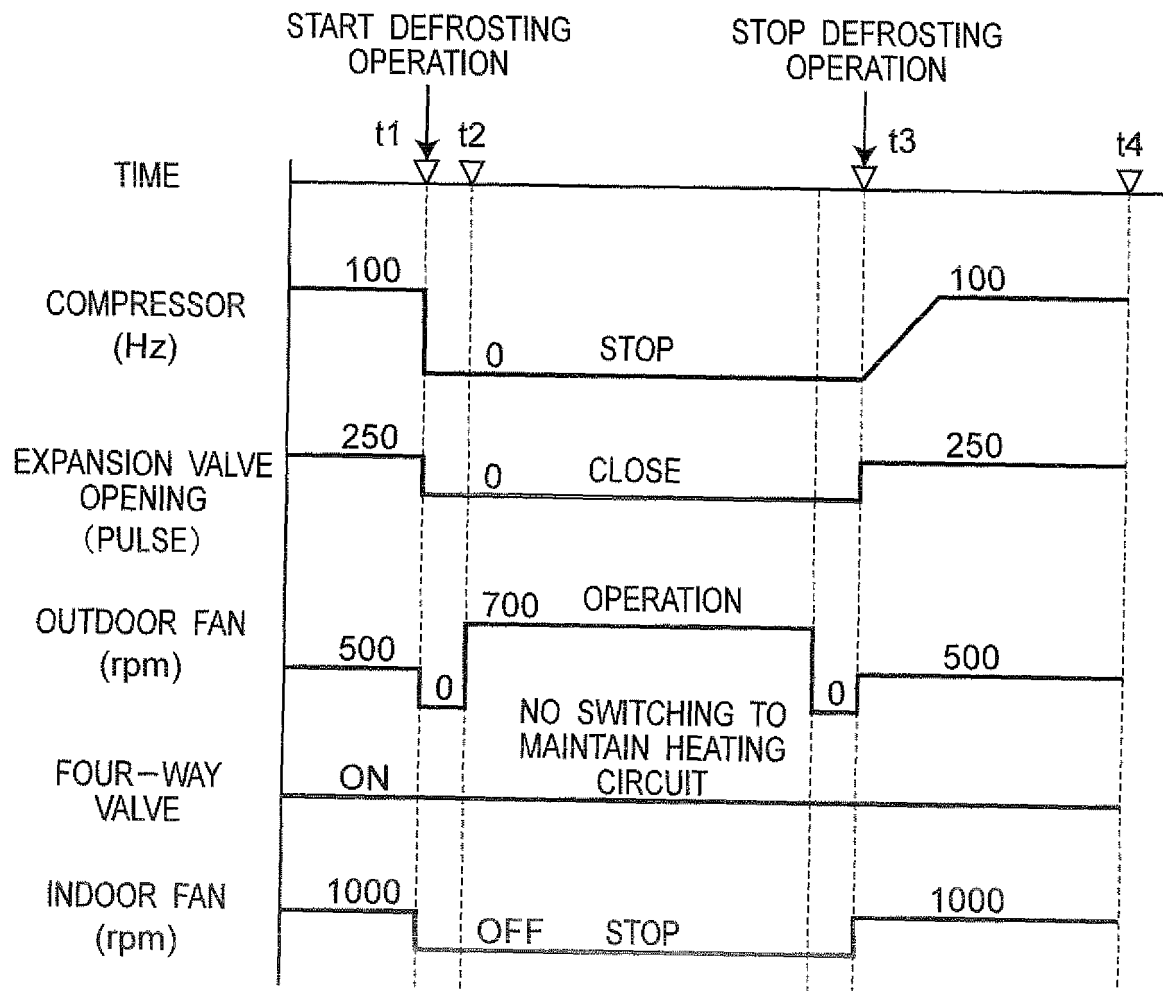 START DEFROSTING
OPERATION
STOP DEFROSTING
OPERATION
t1
t2
t3
t4
TIME
COMPRESSOR
(Hz)
100
0
STOP
100
EXPANSION VALVE
OPENING
(PULSE)
250
0
CLOSE
250
OUTDOOR FAN
(rpm)
500
0
700
OPERATION
0
500
NO SWITCHING TO
MAINTAIN HEATING
CIRCUIT
FOUR-WAY
VALVE
ON
INDOOR FAN
(rpm)
1000
OFF
STOP
1000